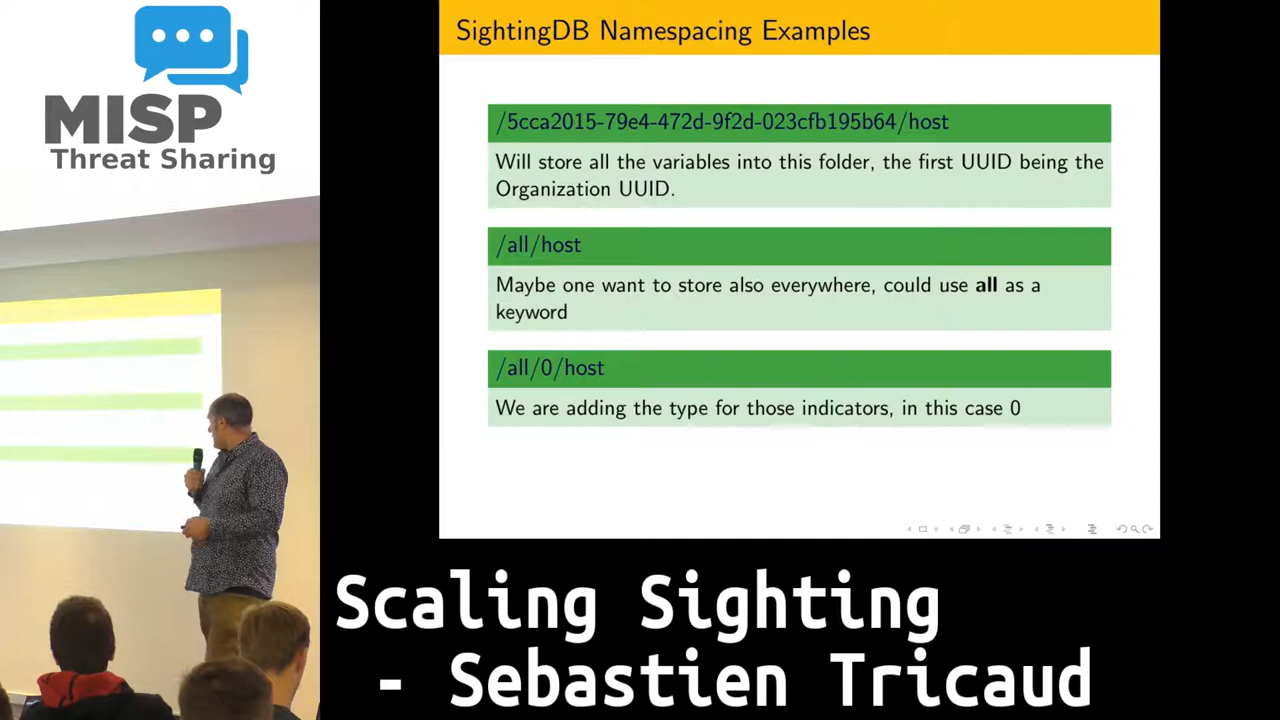 MISP
Threat Sharing
SightingDB Namespacing Examples
/5cca2015-79e4-472d-9f2d-023cfb195b64/host
Will store all the variables into this folder, the first UUID being the
Organization UUID.
/all/host
Maybe one want to store also everywhere, could use all as a
keyword
/all/0/host
We are adding the type for those indicators, in this case 0
Scaling Sighting
- Sebastien Tricaud